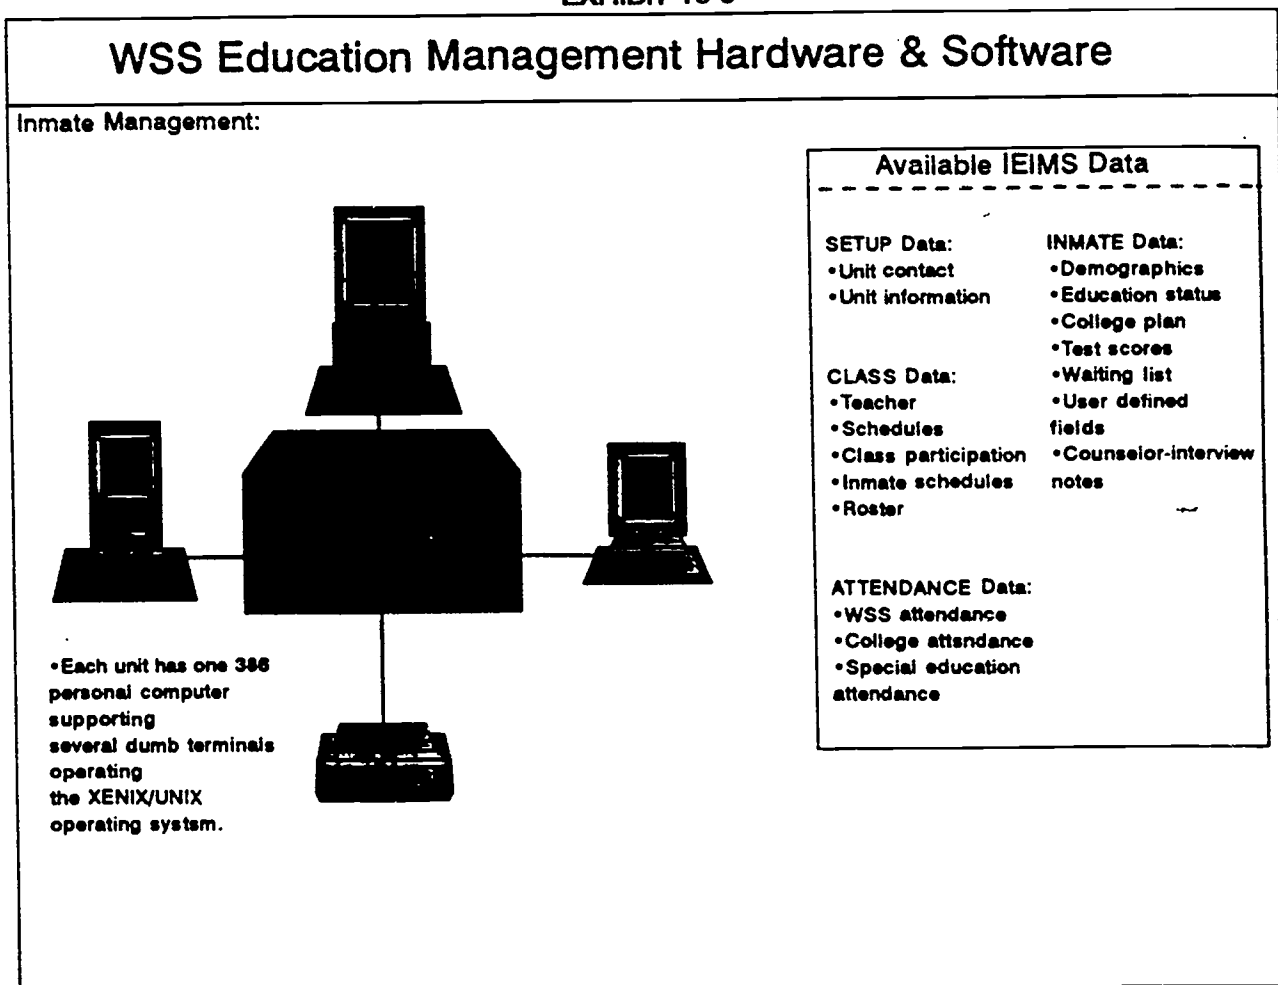 WSS Education Management Hardware & Software
Inmate Management:
Available IEIMS Data
SETUP Data:
•Unit contact
•Unit information
CLASS Data:
•Teacher
•Schedules
•Class participation
•Inmate schedules
•Roster
ATTENDANCE Data:
•WSS attendance
•College attsndance
•Special education
attendance
INMATE Data:
•Demographics
•Education status
•College plan
•Test scores
•Waiting list
•User defined
fields
•Counselor-interview
notes
•Each unit has one 386
personal computer
supporting
several dumb terminals
operating
the XENIX/UNIX
operating systsm.